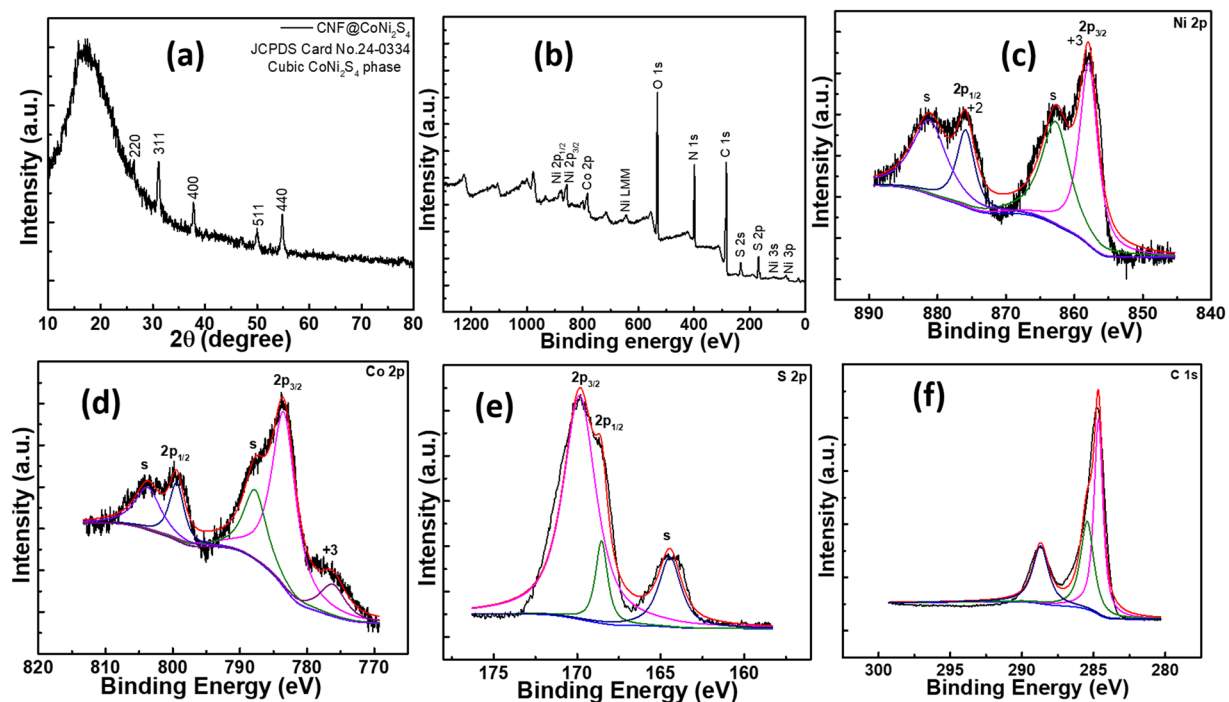 (a)
CNF@CoNi₂S₄
JCPDS Card No.24-0334
Cubic CoNi₂S₄ phase
220
311
400
511
440
Intensity (a.u.)
10 20 30 40 50 60 70 80
2θ (degree)
(b)
O 1s
N 1s
C 1s
Ni 2p₁/₂
Ni 2p₃/₂
Co 2p
Ni LMM
S 2s
S 2p
Ni 3s
Ni 3p
Intensity (a.u.)
1200 1000 800 600 400 200 0
Binding energy (eV)
(c)
Ni 2p
s
2p₁/₂
+2
s
+3
2p₃/₂
Intensity (a.u.)
890 880 870 860 850 840
Binding Energy (eV)
(d)
Co 2p
s
2p₁/₂
s
2p₃/₂
+3
Intensity (a.u.)
820 810 800 790 780 770
Binding Energy (eV)
(e)
S 2p
2p₃/₂
2p₁/₂
s
Intensity (a.u.)
175 170 165 160
Binding Energy (eV)
(f)
C 1s
Intensity (a.u.)
300 295 290 285 280
Binding Energy (eV)